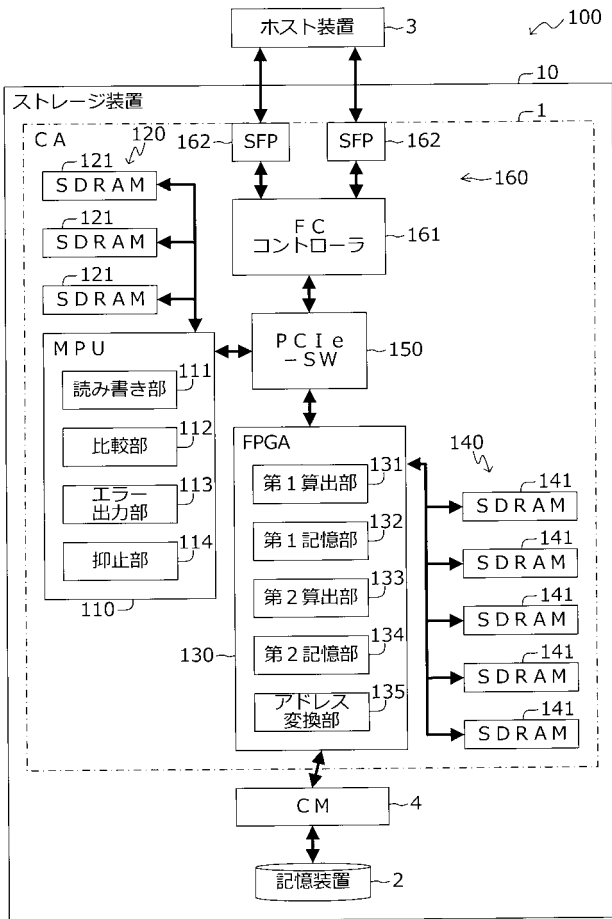 100
ホスト装置
3
10
ストレージ装置
1
CA
120
162
SFP
SFP
162
160
121
SDRAM
121
SDRAM
121
SDRAM
FC
コントローラ
161
MPU
読み書き部
111
比較部
112
エラー
出力部
113
抑止部
114
110
PCIe
-SW
150
FPGA
第1算出部
131
第1記憶部
132
第2算出部
133
第2記憶部
134
アドレス
変換部
135
130
140
141
SDRAM
141
SDRAM
141
SDRAM
141
SDRAM
141
SDRAM
CM
4
記憶装置
2